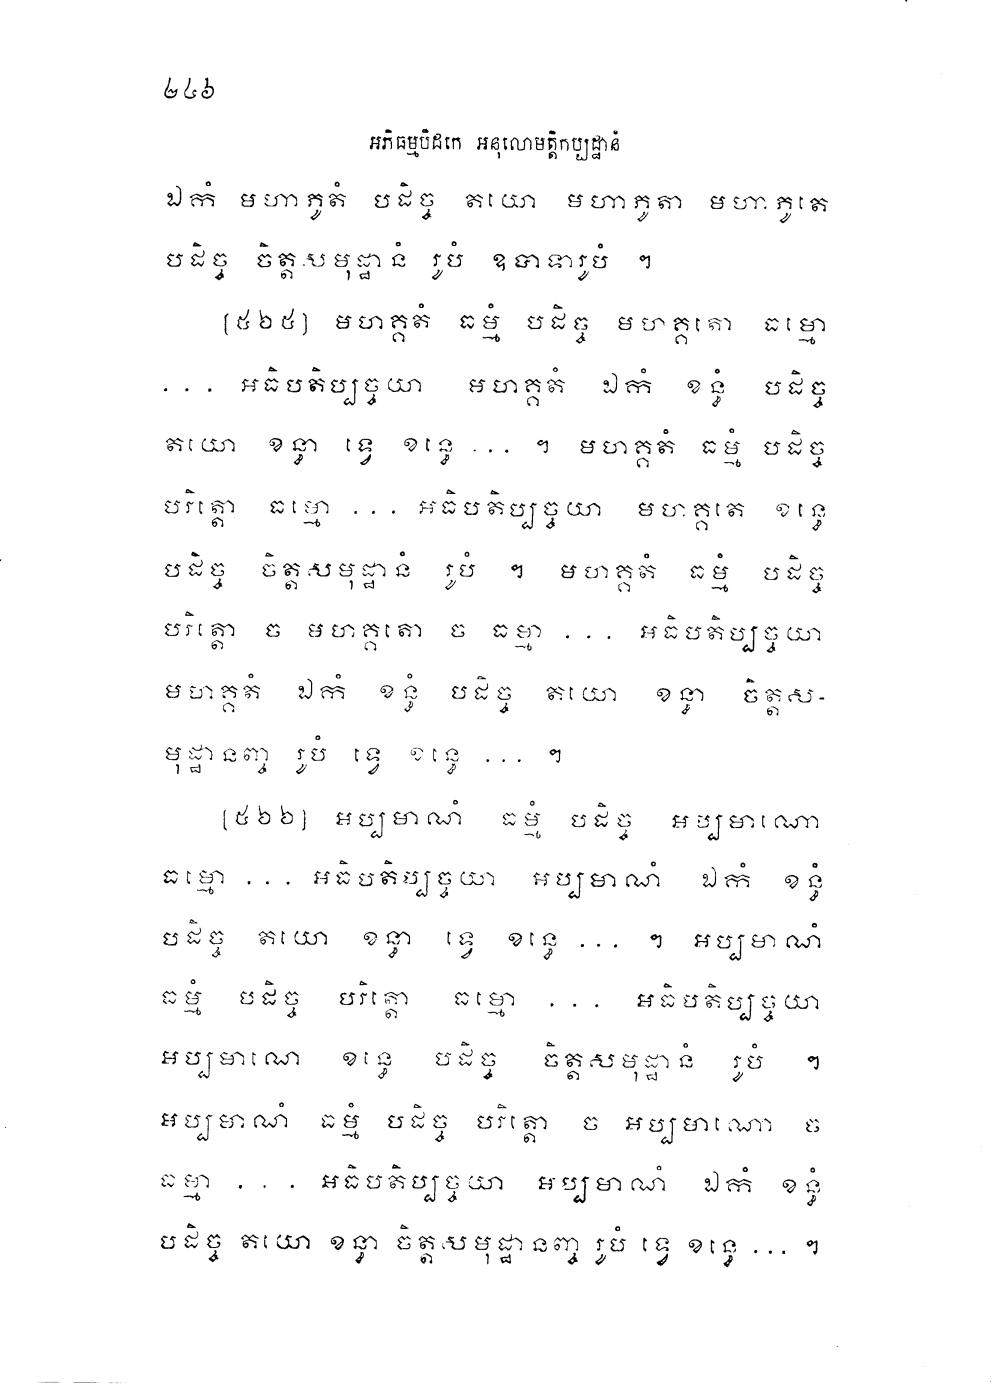 ២៤៦
អភិធម្មបិដកេ អនុលោមត្តិកប្បដ្ឋានំ
ឯកំ មហាភូតំ បដិច្ច តយោ មហាភូតា មហាភូតេ
បដិច្ច ចិត្តសមុដ្ឋានំ រូបំ ឧបាទារូបំ ។
(៥២៥) មហគ្គតំ ធម្មំ បដិច្ច មហគ្គតោ ធម្មោ
... អធិបតិប្បច្ចយា មហគ្គតំ ឯកំ ខន្ធំ បដិច្ច
តយោ ខន្ធា ទ្វេ ខន្ធេ ... ។ មហគ្គតំ ធម្មំ បដិច្ច
បរិត្តោ ធម្មោ ... អធិបតិប្បច្ចយា មហគ្គតេ ខន្ធេ
បដិច្ច ចិត្តសមុដ្ឋានំ រូបំ ។ មហគ្គតំ ធម្មំ បដិច្ច
បរិត្តោ ច មហគ្គតោ ច ធម្មា ... អធិបតិប្បច្ចយា
មហគ្គតំ ឯកំ ខន្ធំ បដិច្ច តយោ ខន្ធា ចិត្តស-
មុដ្ឋានញ្ច រូបំ ទ្វេ ខន្ធេ ... ។
(៥២៦) អប្បមាណំ ធម្មំ បដិច្ច អប្បមាណោ
ធម្មោ ... អធិបតិប្បច្ចយា អប្បមាណំ ឯកំ ខន្ធំ
បដិច្ច តយោ ខន្ធា ទ្វេ ខន្ធេ ... ។ អប្បមាណំ
ធម្មំ បដិច្ច បរិត្តោ ធម្មោ ... អធិបតិប្បច្ចយា
អប្បមាណេ ខន្ធេ បដិច្ច ចិត្តសមុដ្ឋានំ រូបំ ។
អប្បមាណំ ធម្មំ បដិច្ច បរិត្តោ ច អប្បមាណោ ច
ធម្មា ... អធិបតិប្បច្ចយា អប្បមាណំ ឯកំ ខន្ធំ
បដិច្ច តយោ ខន្ធា ចិត្តសមុដ្ឋានញ្ច រូបំ ទ្វេ ខន្ធេ ... ។